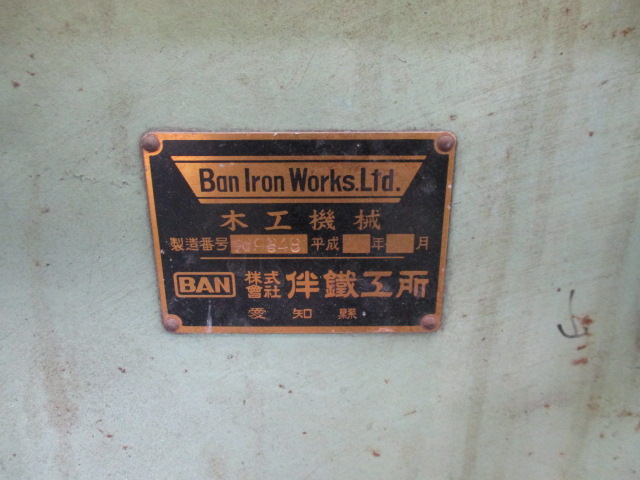 Ban Iron Works.Ltd.
木工機械
製造番号 平成 年 月
BAN 株式會社 伴鐵工所
愛知縣